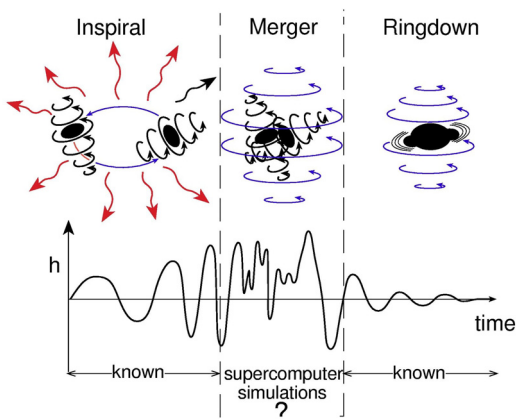 Inspiral
Merger
Ringdown
h
time
known
supercomputer
simulations
?
known